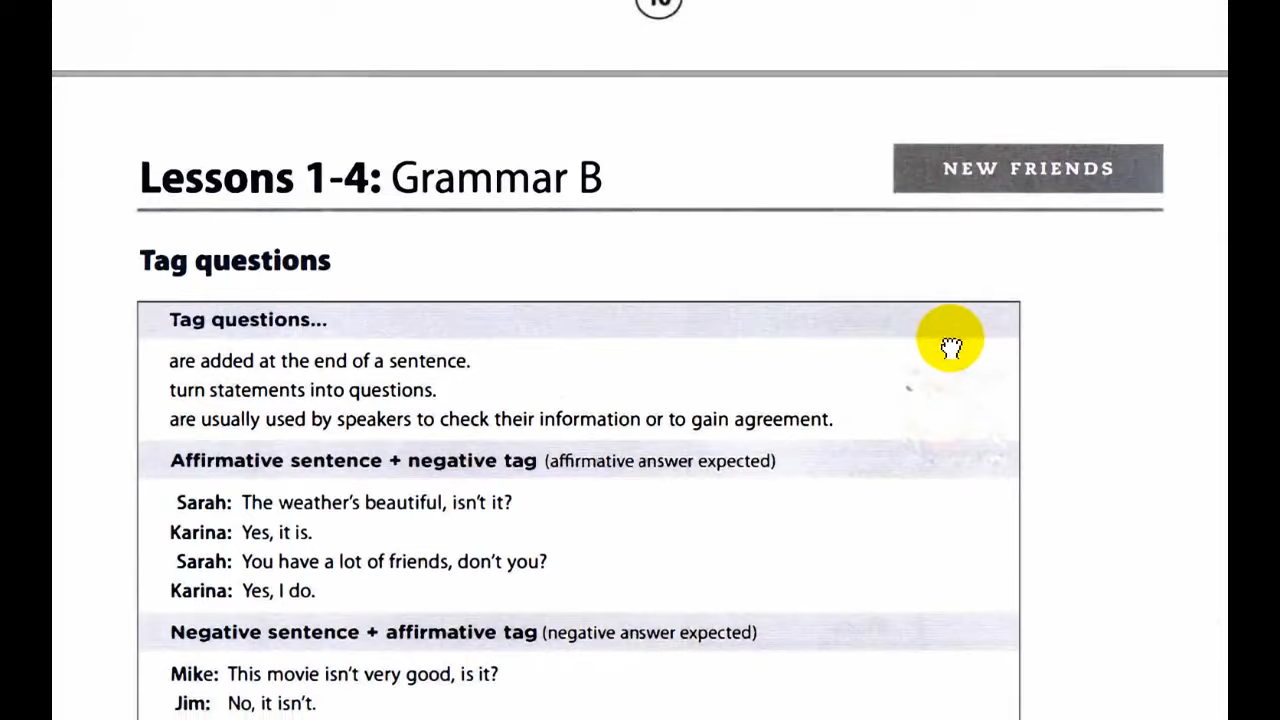 Lessons 1-4: Grammar B
NEW FRIENDS
Tag questions
Tag questions...
are added at the end of a sentence.
turn statements into questions.
are usually used by speakers to check their information or to gain agreement.
Affirmative sentence + negative tag (affirmative answer expected)
Sarah: The weather's beautiful, isn't it?
Karina: Yes, it is.
Sarah: You have a lot of friends, don't you?
Karina: Yes, I do.
Negative sentence + affirmative tag (negative answer expected)
Mike: This movie isn't very good, is it?
Jim: No, it isn't.